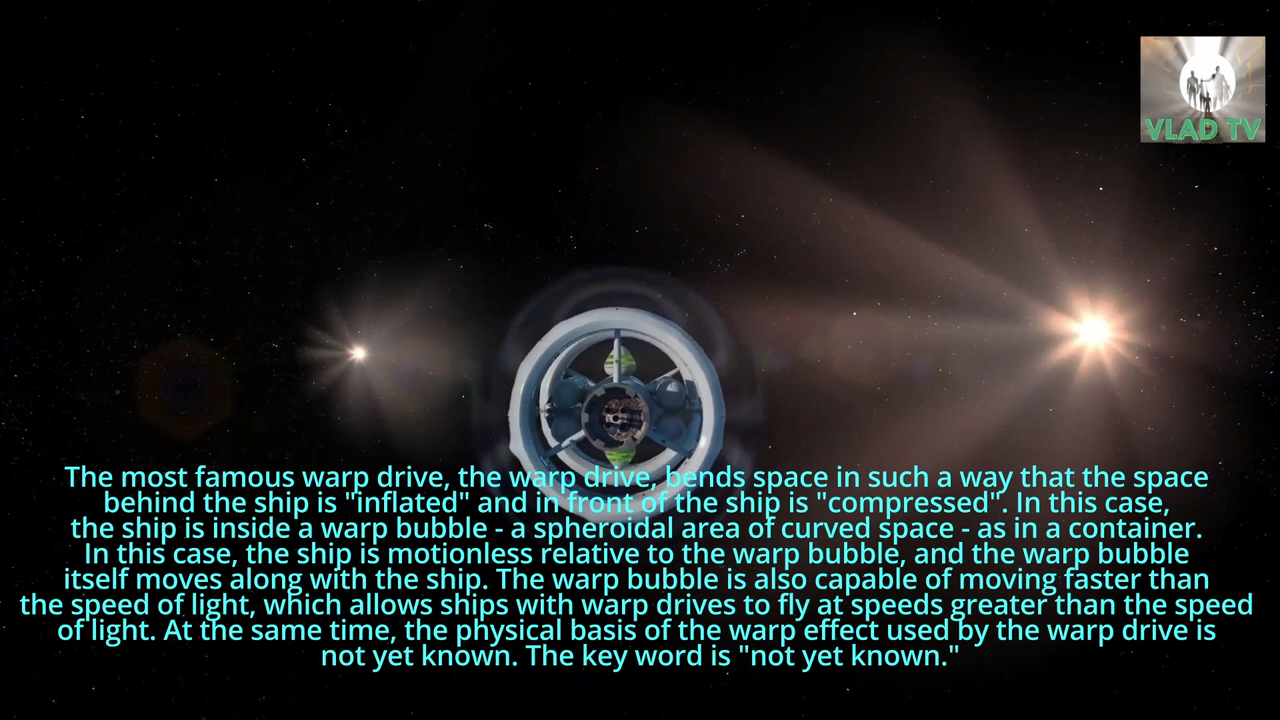 VLAD TV
The most famous warp drive, the warp drive, bends space in such a way that the space
behind the ship is "inflated" and in front of the ship is "compressed". In this case,
the ship is inside a warp bubble - a spheroidal area of curved space - as in a container.
In this case, the ship is motionless relative to the warp bubble, and the warp bubble
itself moves along with the ship. The warp bubble is also capable of moving faster than
the speed of light, which allows ships with warp drives to fly at speeds greater than the speed
of light. At the same time, the physical basis of the warp effect used by the warp drive is
not yet known. The key word is "not yet known."